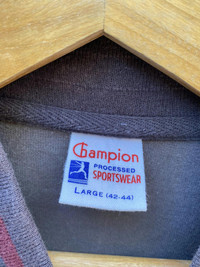 Champion
PROCESSED
SPORTSWEAR
LARGE (42-44)